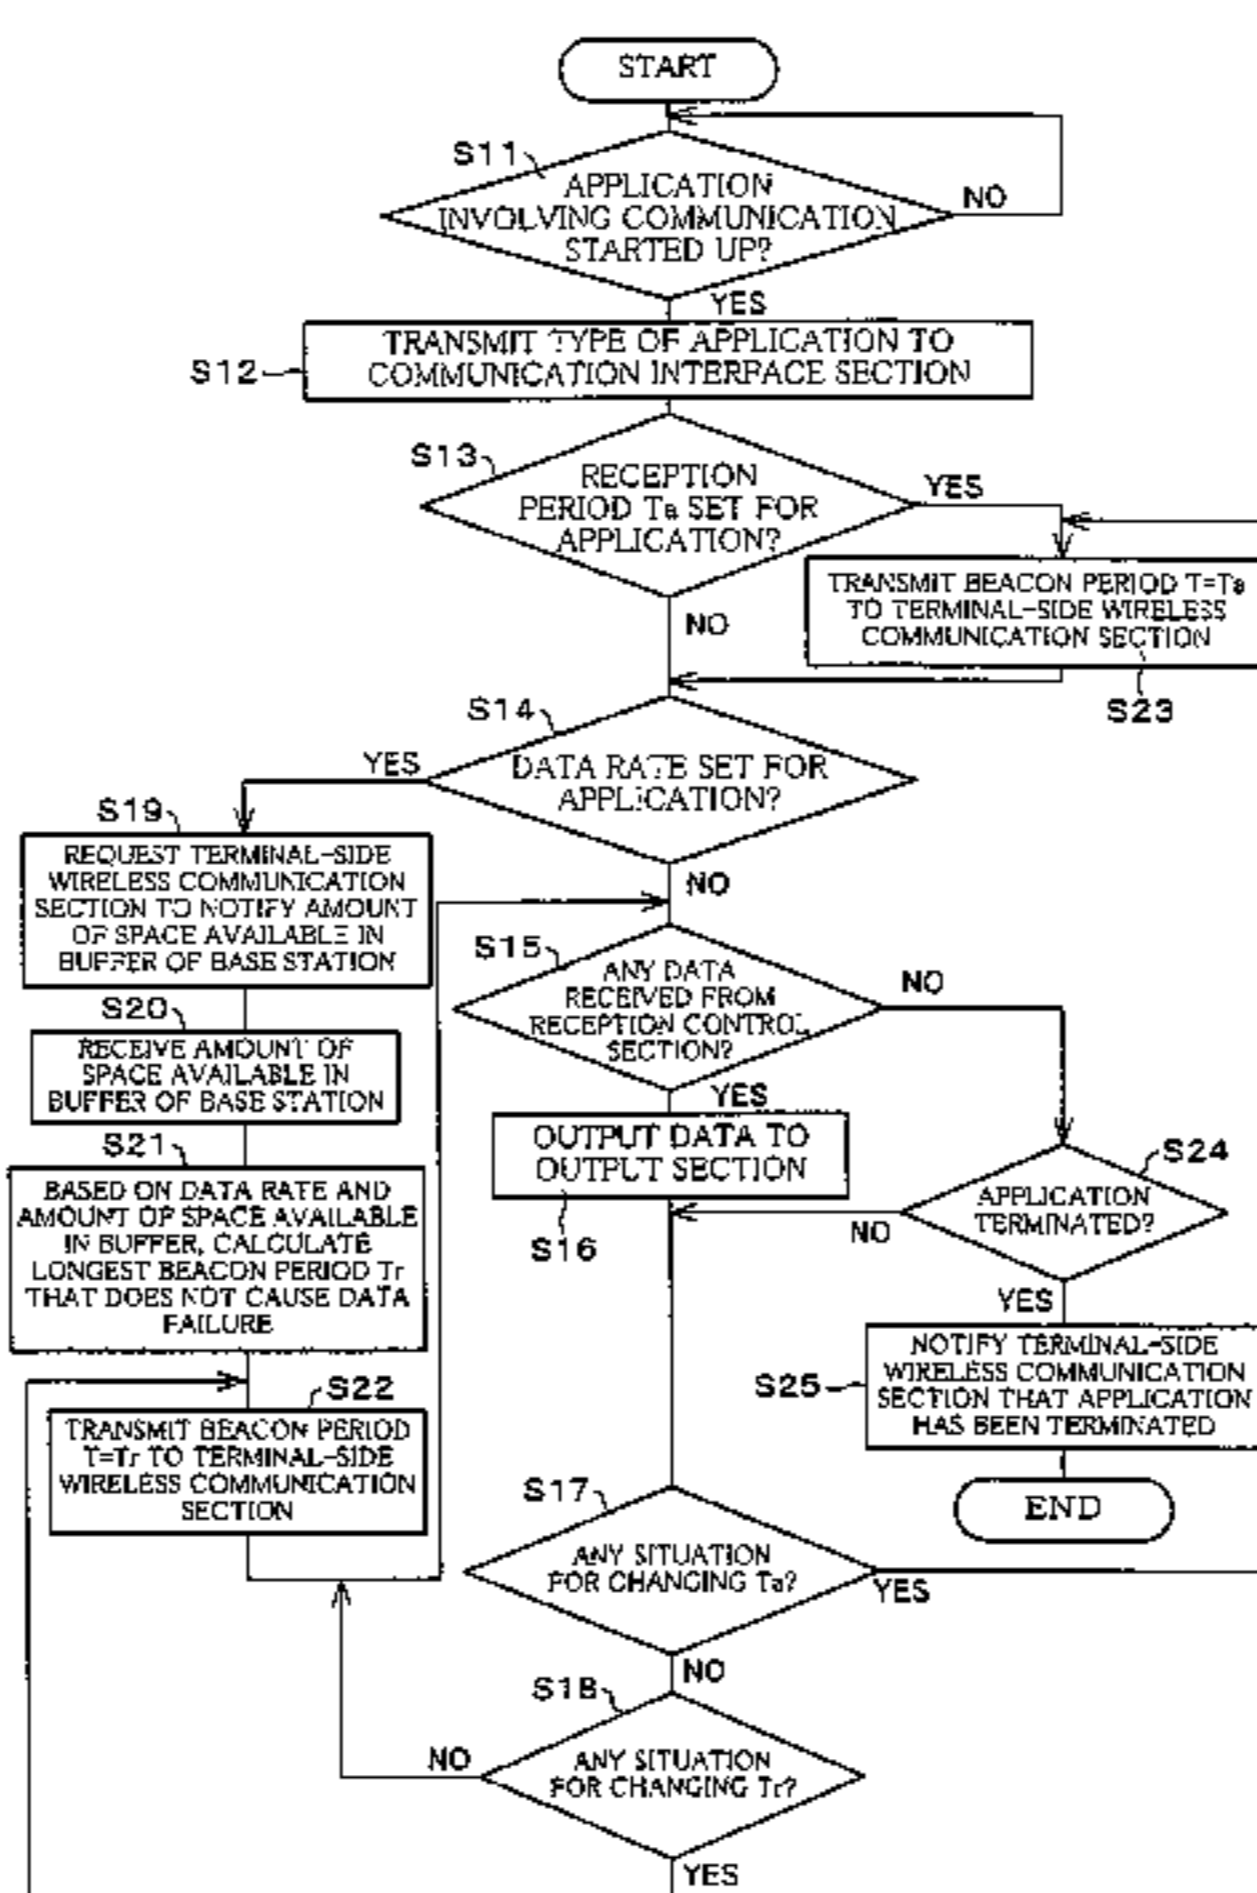 START
S11
APPLICATION
INVOLVING COMMUNICATION
STARTED UP?
NO
YES
S12
TRANSMIT TYPE OF APPLICATION TO
COMMUNICATION INTERFACE SECTION
S13
RECEPTION
PERIOD Ta SET FOR
APPLICATION?
YES
NO
TRANSMIT BEACON PERIOD T=Ta
TO TERMINAL-SIDE WIRELESS
COMMUNICATION SECTION
S23
S14
DATA RATE SET FOR
APPLICATION?
YES
NO
S19
REQUEST TERMINAL-SIDE
WIRELESS COMMUNICATION
SECTION TO NOTIFY AMOUNT
OF SPACE AVAILABLE IN
BUFFER OF BASE STATION
S20
RECEIVE AMOUNT OF
SPACE AVAILABLE IN
BUFFER OF BASE STATION
S21
BASED ON DATA RATE AND
AMOUNT OF SPACE AVAILABLE
IN BUFFER, CALCULATE
LONGEST BEACON PERIOD Tr
THAT DOES NOT CAUSE DATA
FAILURE
S22
TRANSMIT BEACON PERIOD
T=Tr TO TERMINAL-SIDE
WIRELESS COMMUNICATION
SECTION
S15
ANY DATA
RECEIVED FROM
RECEPTION CONTROL
SECTION?
NO
YES
OUTPUT DATA TO
OUTPUT SECTION
S16
S24
APPLICATION
TERMINATED?
NO
YES
S25
NOTIFY TERMINAL-SIDE
WIRELESS COMMUNICATION
SECTION THAT APPLICATION
HAS BEEN TERMINATED
END
S17
ANY SITUATION
FOR CHANGING Ta?
YES
NO
S18
ANY SITUATION
FOR CHANGING Tr?
NO
YES